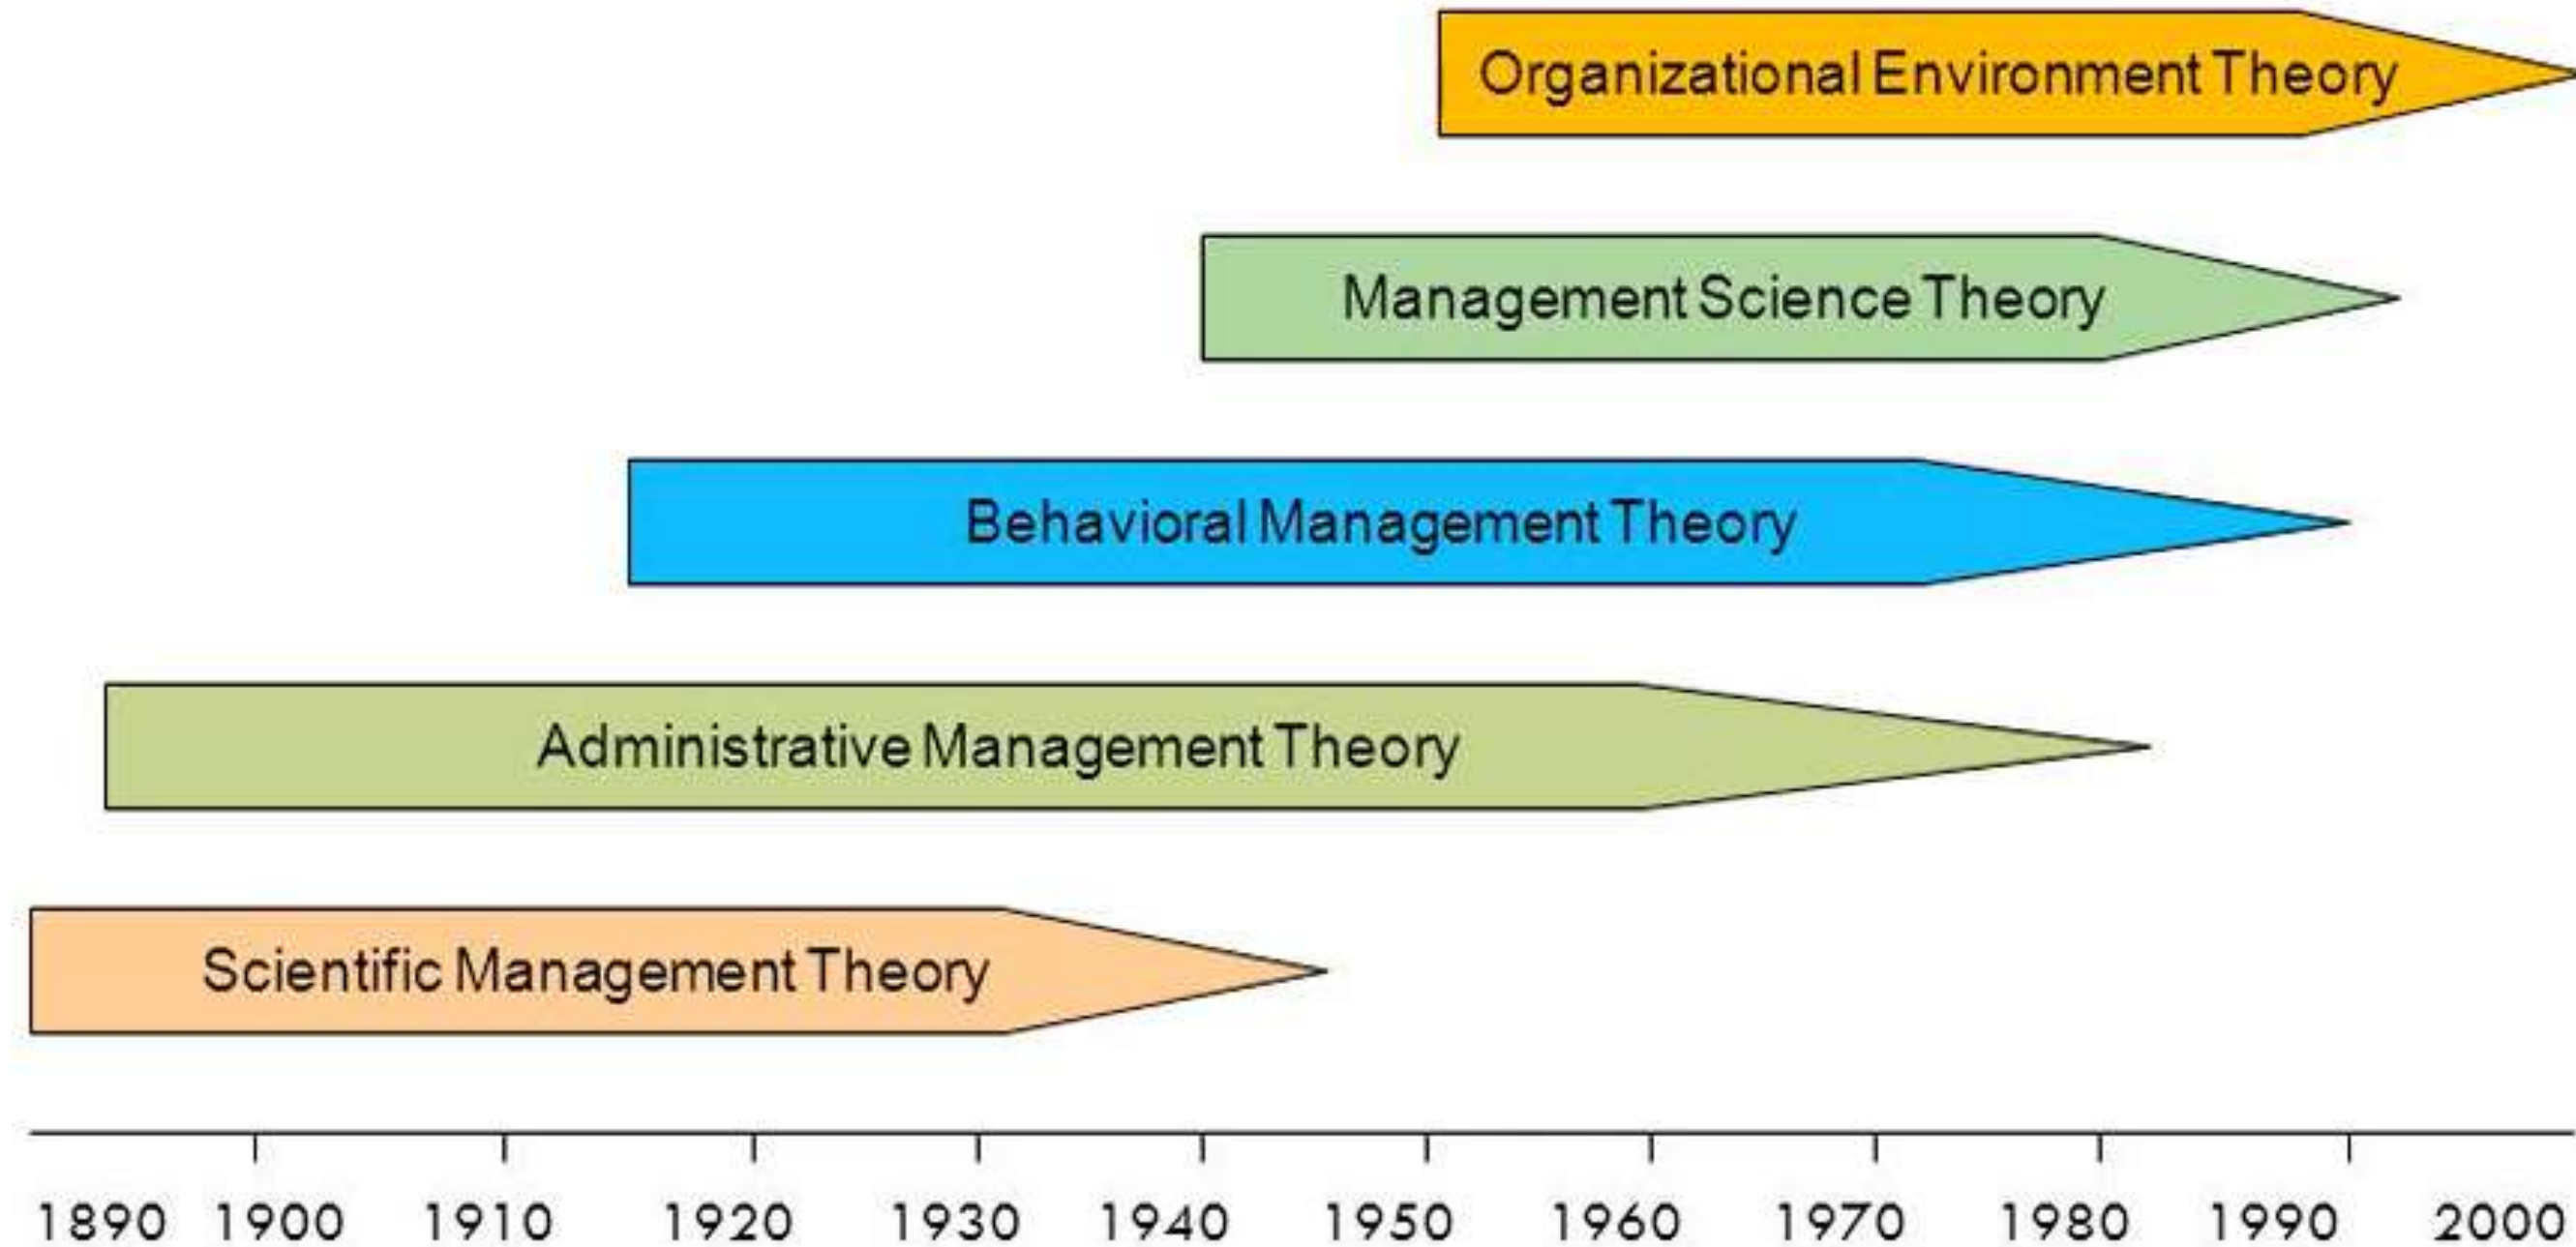 Organizational Environment Theory
Management Science Theory
Behavioral Management Theory
Administrative Management Theory
Scientific Management Theory
1890 1900 1910 1920 1930 1940 1950 1960 1970 1980 1990 2000